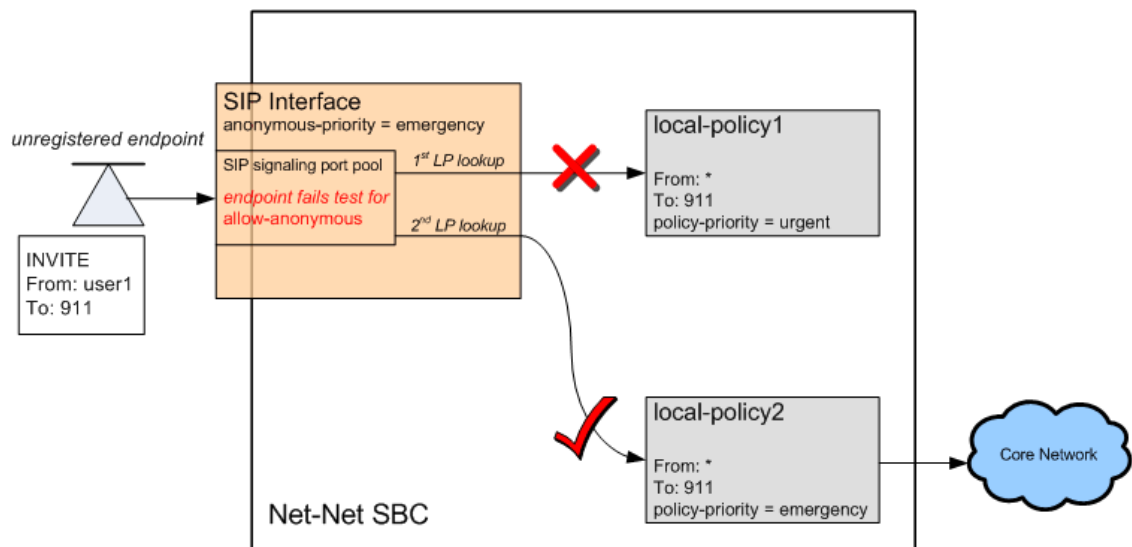 unregistered endpoint
INVITE
From: user1
To: 911
SIP Interface
anonymous-priority = emergency
SIP signaling port pool
endpoint fails test for
allow-anonymous
1st LP lookup
2nd LP lookup
local-policy1
From: *
To: 911
policy-priority = urgent
local-policy2
From: *
To: 911
policy-priority = emergency
Core Network
Net-Net SBC